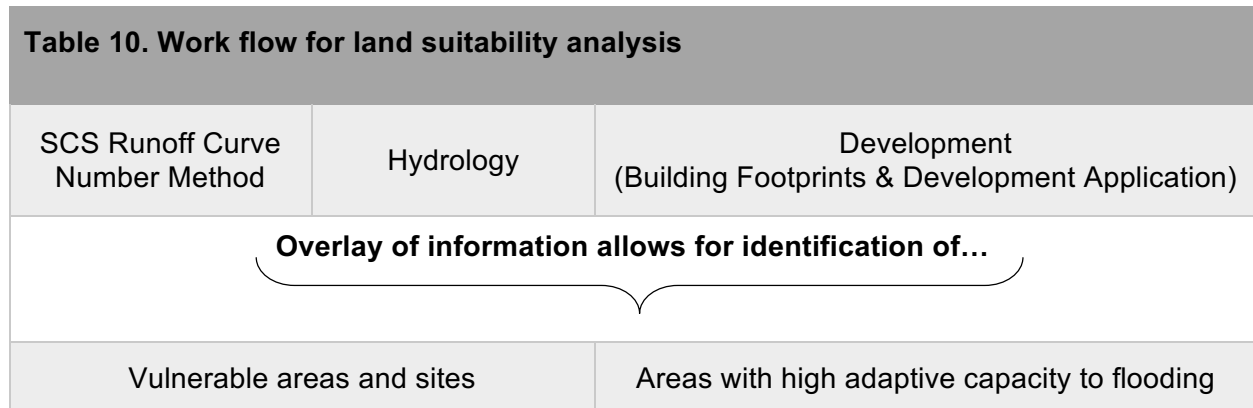 Table 10. Work flow for land suitability analysis
SCS Runoff Curve
Number Method
Hydrology
Development
(Building Footprints & Development Application)
Overlay of information allows for identification of…
Vulnerable areas and sites
Areas with high adaptive capacity to flooding